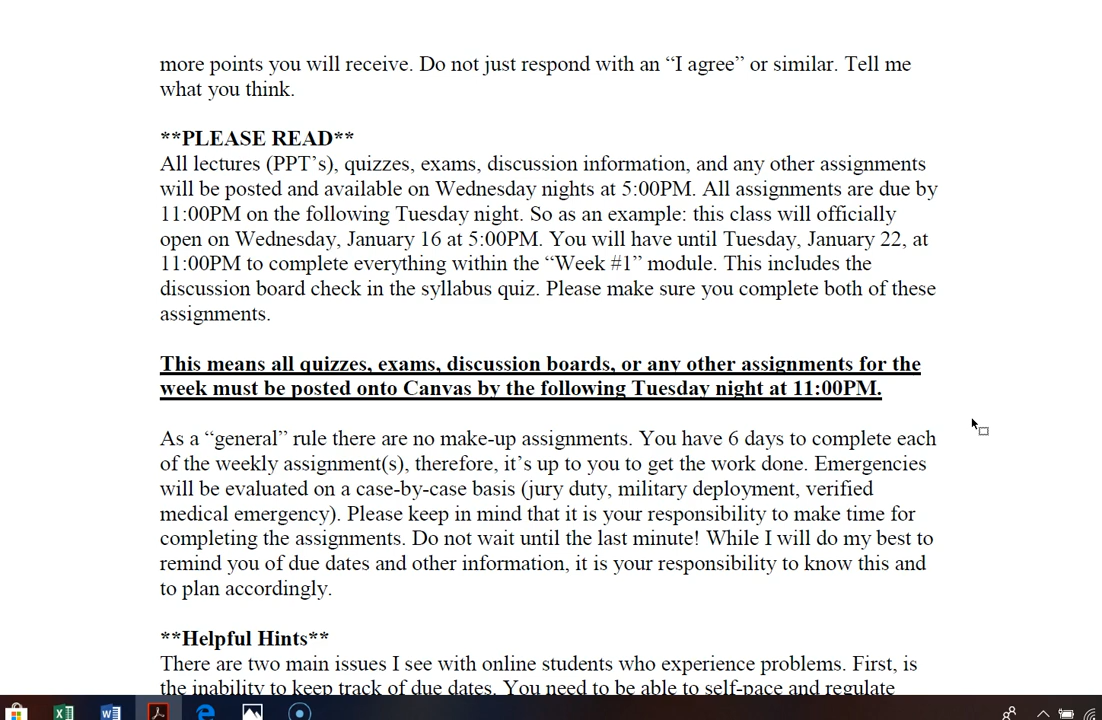 more points you will receive. Do not just respond with an “I agree” or similar. Tell me
what you think.
**PLEASE READ**
All lectures (PPT’s), quizzes, exams, discussion information, and any other assignments
will be posted and available on Wednesday nights at 5:00PM. All assignments are due by
11:00PM on the following Tuesday night. So as an example: this class will officially
open on Wednesday, January 16 at 5:00PM. You will have until Tuesday, January 22, at
11:00PM to complete everything within the “Week #1” module. This includes the
discussion board check in the syllabus quiz. Please make sure you complete both of these
assignments.
This means all quizzes, exams, discussion boards, or any other assignments for the
week must be posted onto Canvas by the following Tuesday night at 11:00PM.
As a “general” rule there are no make-up assignments. You have 6 days to complete each
of the weekly assignment(s), therefore, it’s up to you to get the work done. Emergencies
will be evaluated on a case-by-case basis (jury duty, military deployment, verified
medical emergency). Please keep in mind that it is your responsibility to make time for
completing the assignments. Do not wait until the last minute! While I will do my best to
remind you of due dates and other information, it is your responsibility to know this and
to plan accordingly.
**Helpful Hints**
There are two main issues I see with online students who experience problems. First, is
the inability to keep track of due dates. You need to be able to self-pace and regulate